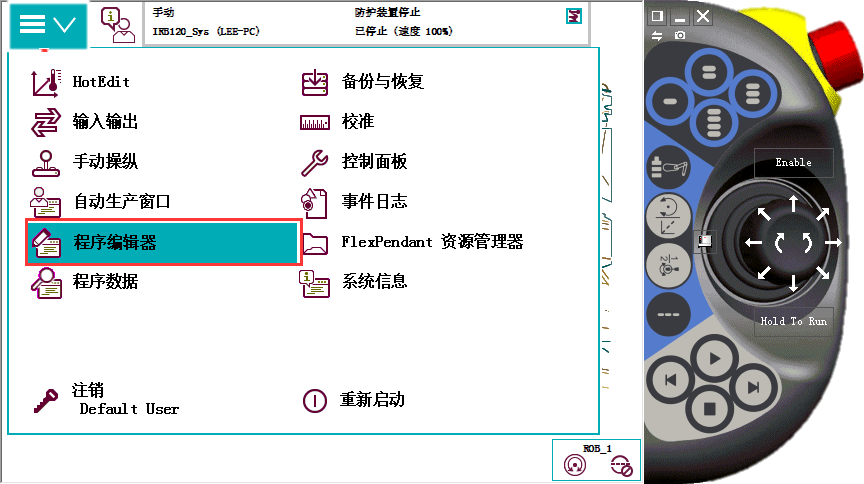 手动
防护装置停止
IRB120_Sys (LEE-PC)
已停止 (速度 100%)
HotEdit
备份与恢复
输入输出
校准
手动操纵
控制面板
自动生产窗口
事件日志
程序编辑器
FlexPendant 资源管理器
程序数据
系统信息
注销
Default User
重新启动
ROB_1
Enable
Hold To Run